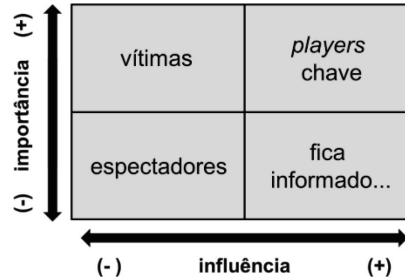 (+)
importância
(-)
vítimas
players
chave
espectadores
fica
informado...
(-)
influência
(+)